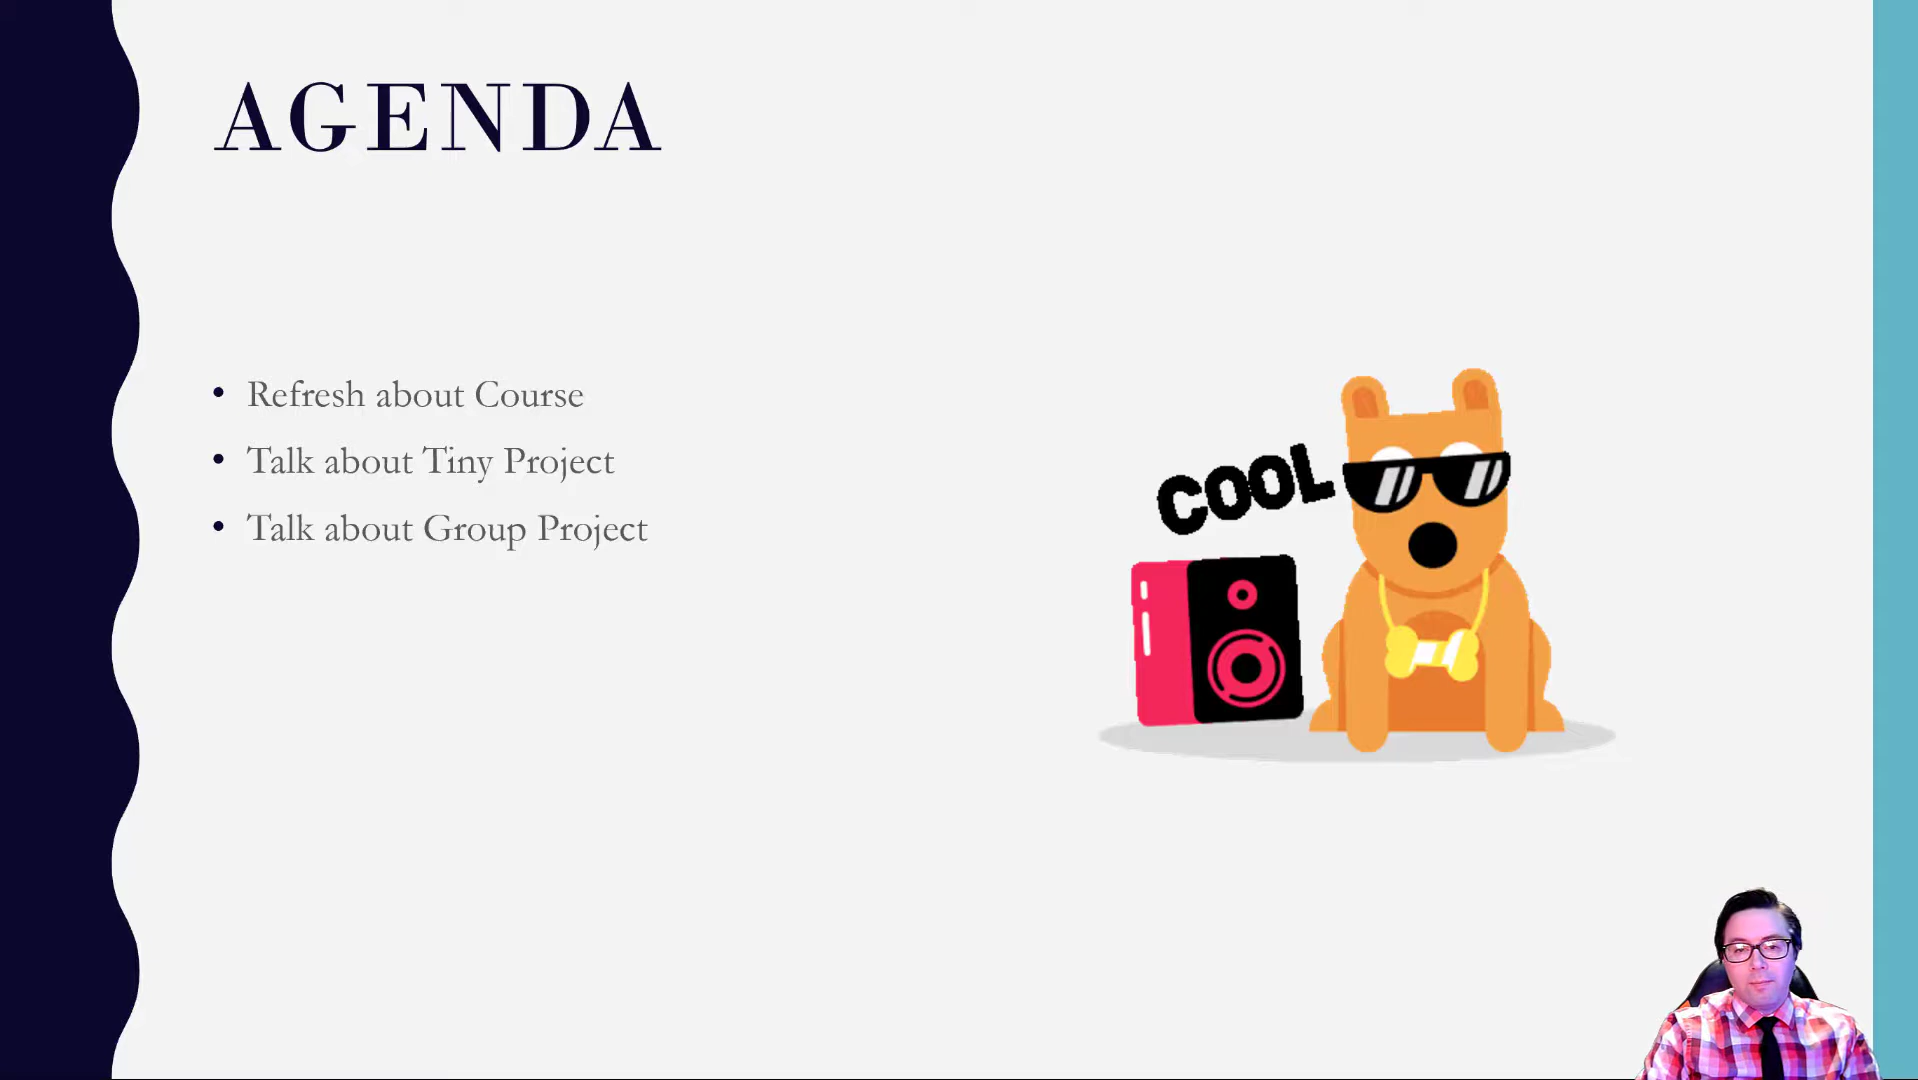 AGENDA
• Refresh about Course
• Talk about Tiny Project
• Talk about Group Project
COOL